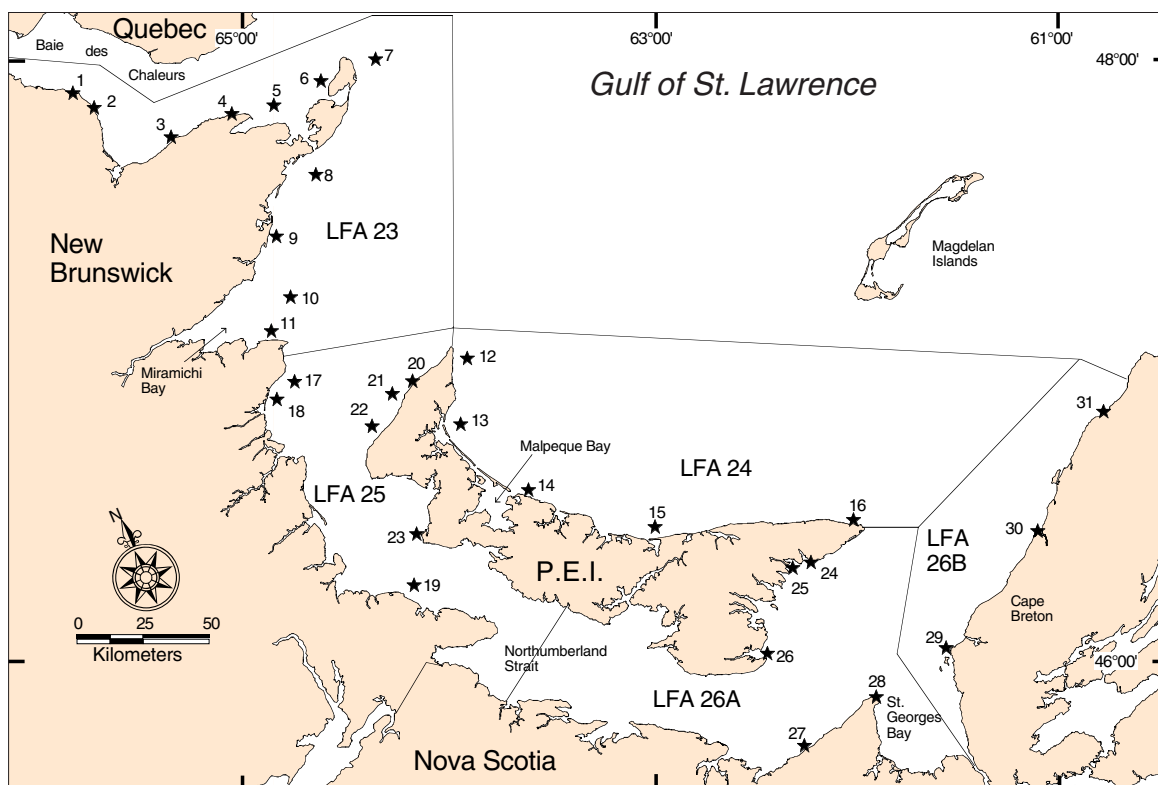 Quebec
65°00'
63°00'
61°00'
Baie des
Chaleurs
48°00'
Gulf of St. Lawrence
1
2
3
4
5
6
7
8
LFA 23
9
New
Brunswick
Magdelan
Islands
10
11
Miramichi
Bay
12
17
18
20
21
22
13
31
Malpeque Bay
LFA 24
14
LFA 25
15
16
N
23
LFA
26B
30
P.E.I.
24
25
19
Cape
Breton
0 25 50
Kilometers
Northumberland
Strait
26
29
46°00'
LFA 26A
28
St.
Georges
Bay
27
Nova Scotia